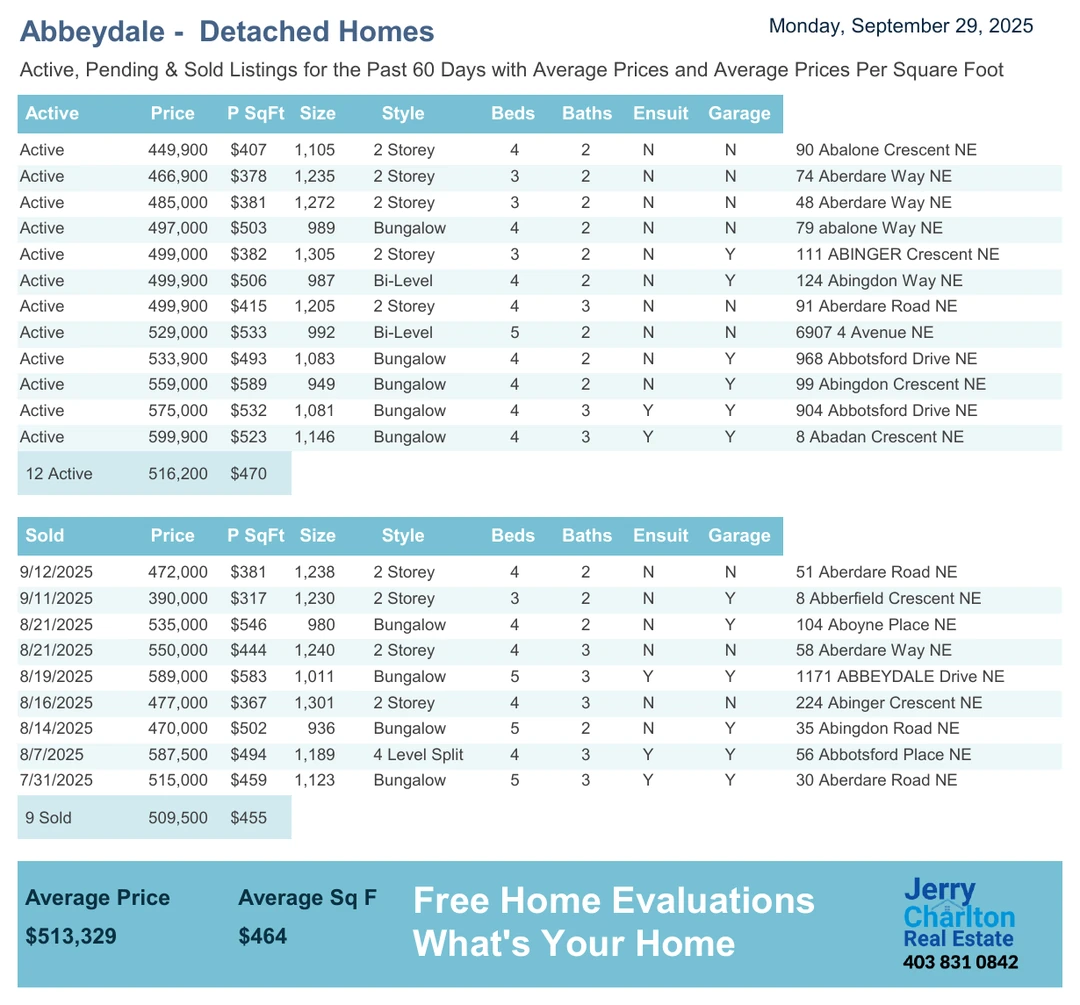 Abbeydale - Detached Homes
Monday, September 29, 2025
Active, Pending & Sold Listings for the Past 60 Days with Average Prices and Average Prices Per Square Foot
Active Price P SqFt Size Style Beds Baths Ensuit Garage
Active 449,900 $407 1,105 2 Storey 4 2 N N 90 Abalone Crescent NE
Active 466,900 $378 1,235 2 Storey 3 2 N N 74 Aberdare Way NE
Active 485,000 $381 1,272 2 Storey 3 2 N N 48 Aberdare Way NE
Active 497,000 $503 989 Bungalow 4 2 N N 79 abalone Way NE
Active 499,000 $382 1,305 2 Storey 3 2 N Y 111 ABINGER Crescent NE
Active 499,900 $506 987 Bi-Level 4 2 N Y 124 Abingdon Way NE
Active 499,900 $415 1,205 2 Storey 4 3 N N 91 Aberdare Road NE
Active 529,000 $533 992 Bi-Level 5 2 N N 6907 4 Avenue NE
Active 533,900 $493 1,083 Bungalow 4 2 N Y 968 Abbotsford Drive NE
Active 559,000 $589 949 Bungalow 4 2 N Y 99 Abingdon Crescent NE
Active 575,000 $532 1,081 Bungalow 4 3 Y Y 904 Abbotsford Drive NE
Active 599,900 $523 1,146 Bungalow 4 3 Y Y 8 Abadan Crescent NE
12 Active 516,200 $470
Sold Price P SqFt Size Style Beds Baths Ensuit Garage
9/12/2025 472,000 $381 1,238 2 Storey 4 2 N N 51 Aberdare Road NE
9/11/2025 390,000 $317 1,230 2 Storey 3 2 N Y 8 Abberfield Crescent NE
8/21/2025 535,000 $546 980 Bungalow 4 2 N Y 104 Aboyne Place NE
8/21/2025 550,000 $444 1,240 2 Storey 4 3 N N 58 Aberdare Way NE
8/19/2025 589,000 $583 1,011 Bungalow 5 3 Y Y 1171 ABBEYDALE Drive NE
8/16/2025 477,000 $367 1,301 2 Storey 4 3 N N 224 Abinger Crescent NE
8/14/2025 470,000 $502 936 Bungalow 5 2 N Y 35 Abingdon Road NE
8/7/2025 587,500 $494 1,189 4 Level Split 4 3 Y Y 56 Abbotsford Place NE
7/31/2025 515,000 $459 1,123 Bungalow 5 3 Y Y 30 Aberdare Road NE
9 Sold 509,500 $455
Average Price Average Sq F
$513,329 $464
Free Home Evaluations
What's Your Home
Jerry
Charlton
Real Estate
403 831 0842